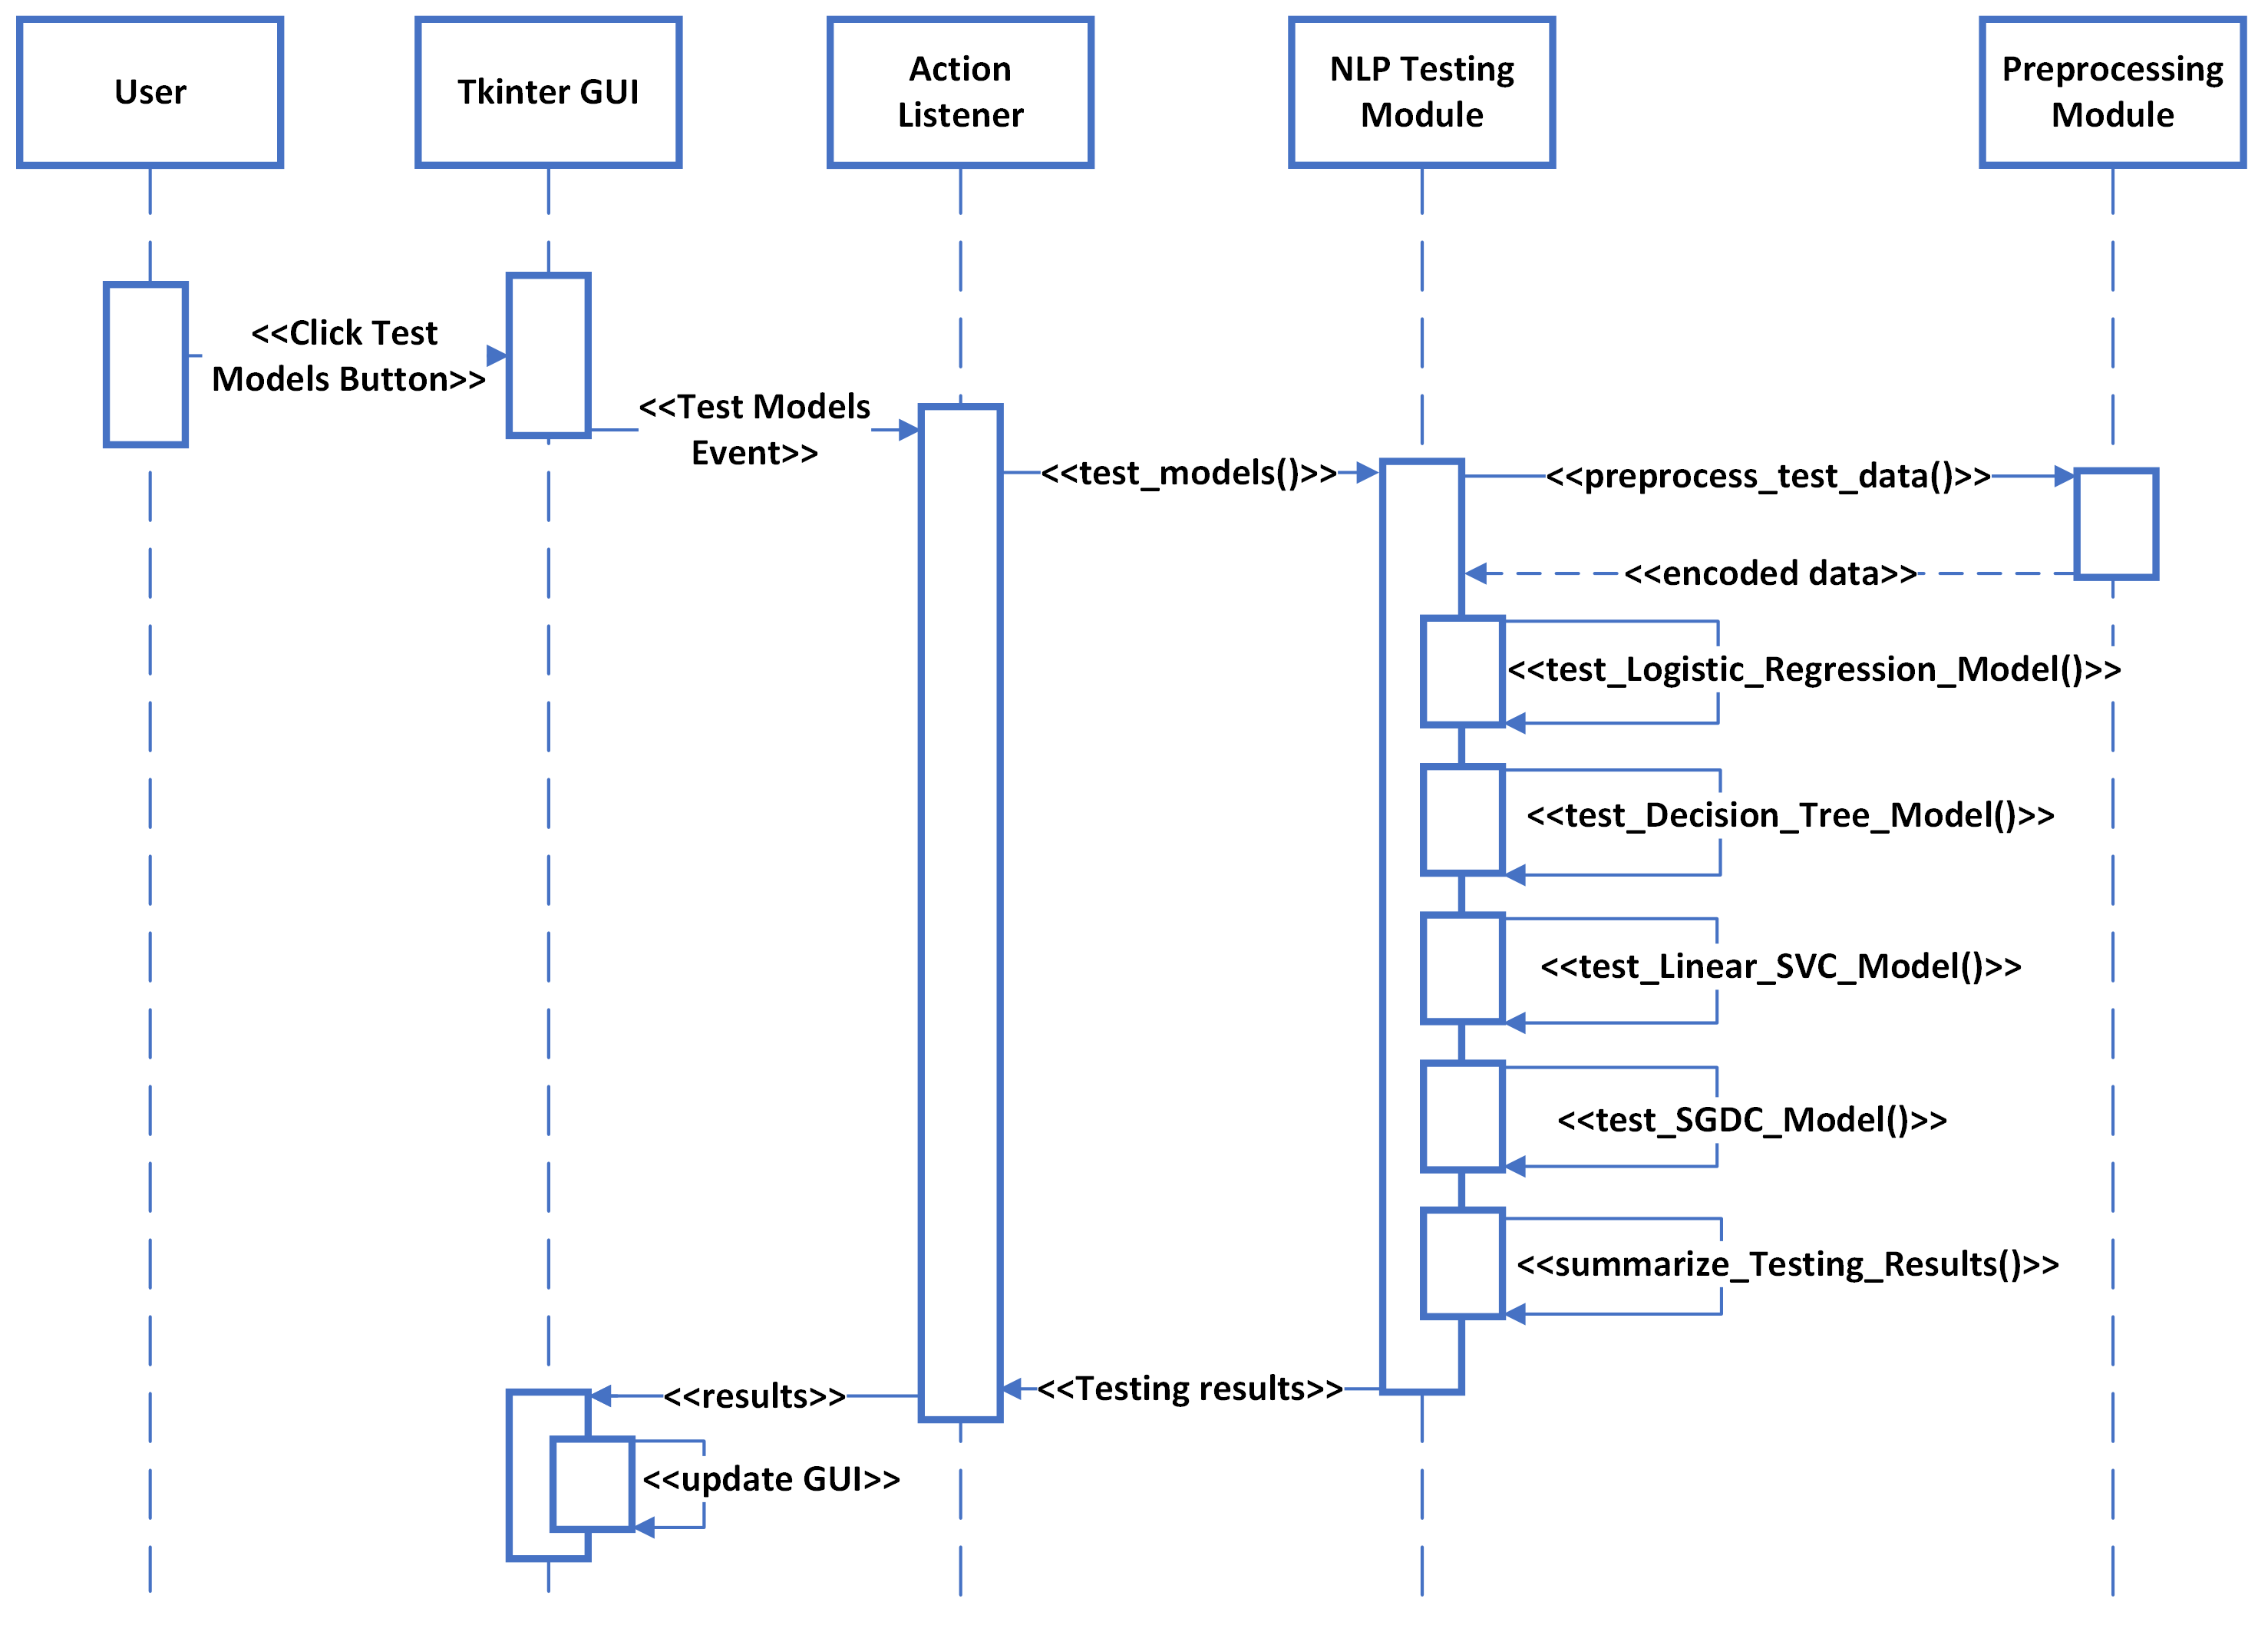 User
Tkinter GUI
Action
Listener
NLP Testing
Module
Preprocessing
Module
<<Click Test
Models Button>>
<<Test Models
Event>>
<<test_models()>>
<<preprocess_test_data()>>
<<encoded data>>
<<test_Logistic_Regression_Model()>>
<<test_Decision_Tree_Model()>>
<<test_Linear_SVC_Model()>>
<<test_SGDC_Model()>>
<<summarize_Testing_Results()>>
<<Testing results>>
<<results>>
<<update GUI>>